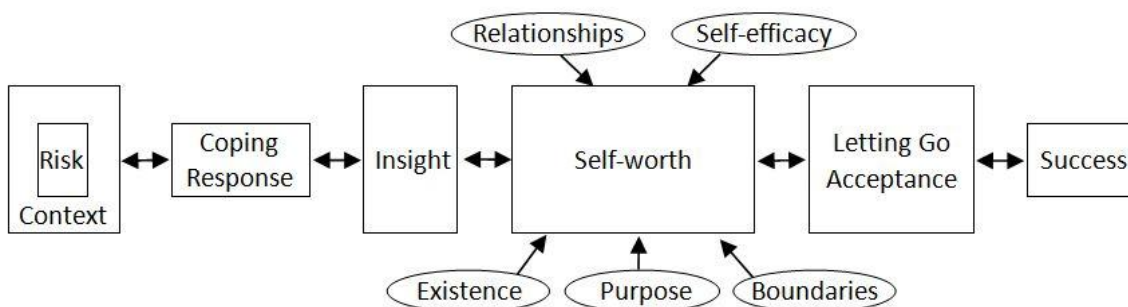 Relationships
Self-efficacy
Risk
Context
Coping
Response
Insight
Self-worth
Letting Go
Acceptance
Success
Existence
Purpose
Boundaries